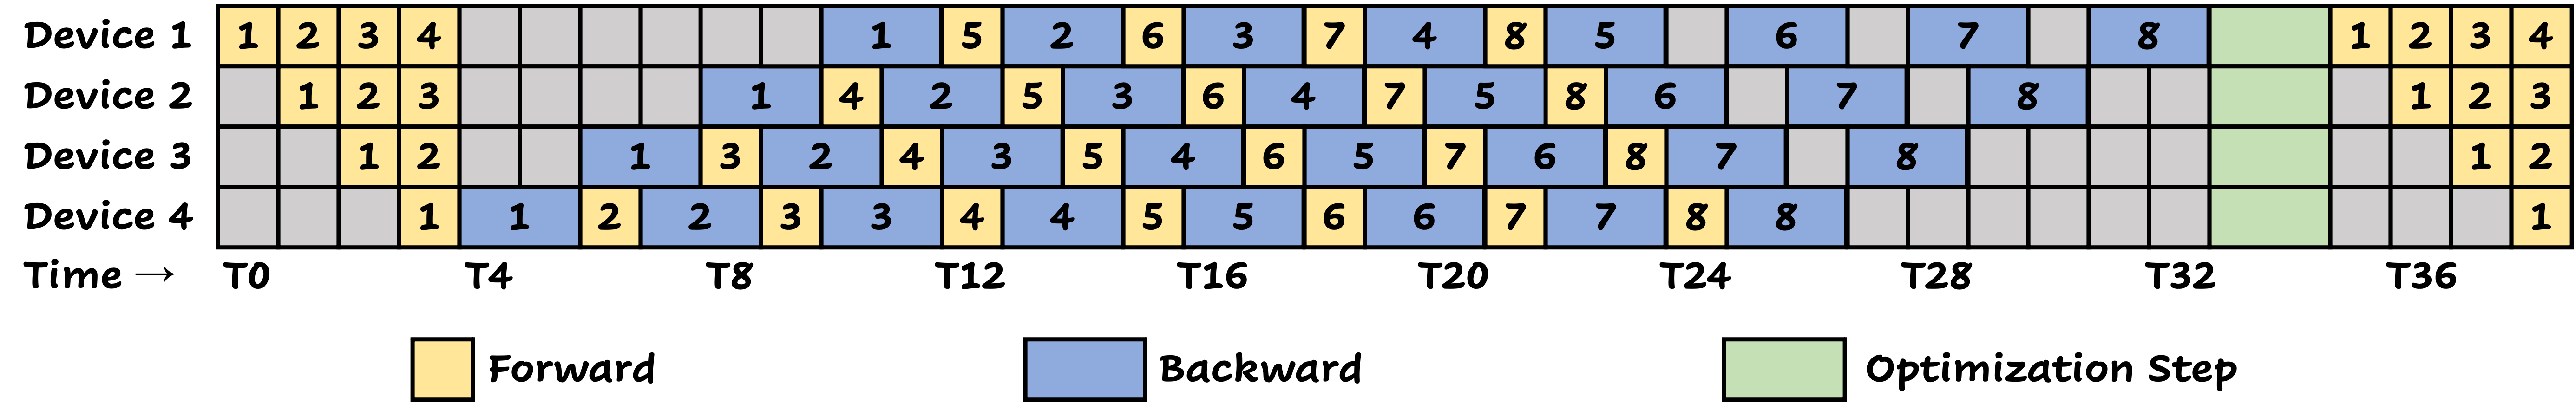 Device 1 1 2 3 4 1 5 2 6 3 7 4 8 5 6 7 8 1 2 3 4
Device 2 1 2 3 1 4 2 5 3 6 4 7 5 8 6 7 8 1 2 3
Device 3 1 2 1 3 2 4 3 5 4 6 5 7 6 8 7 8 1 2
Device 4 1 1 2 2 3 3 4 4 5 5 6 6 7 7 8 8 1
Time → T0 T4 T8 T12 T16 T20 T24 T28 T32 T36
Forward Backward Optimization Step